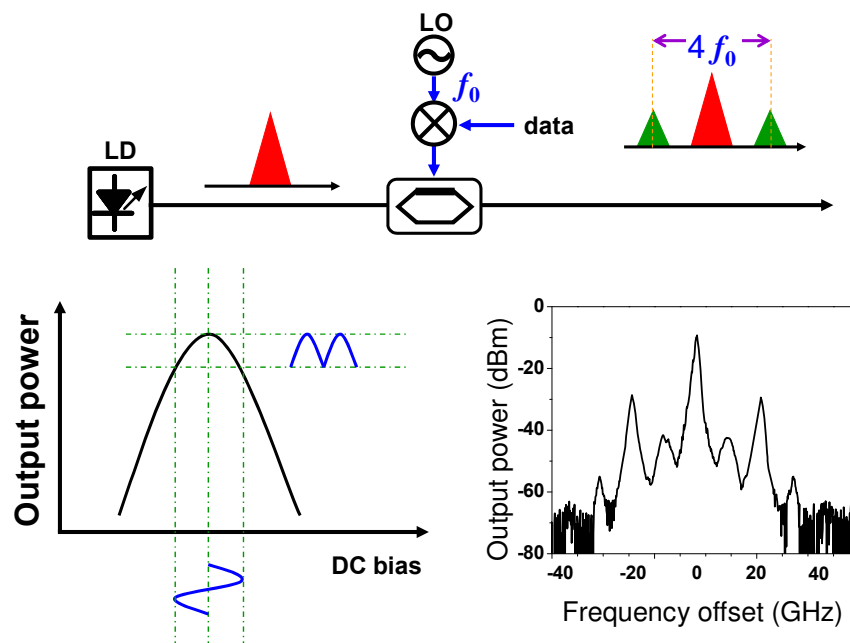 LO
4 f0
f0
data
LD
Output power
DC bias
Output power (dBm)
0
-20
-40
-60
-80
-40
-20
0
20
40
Frequency offset (GHz)